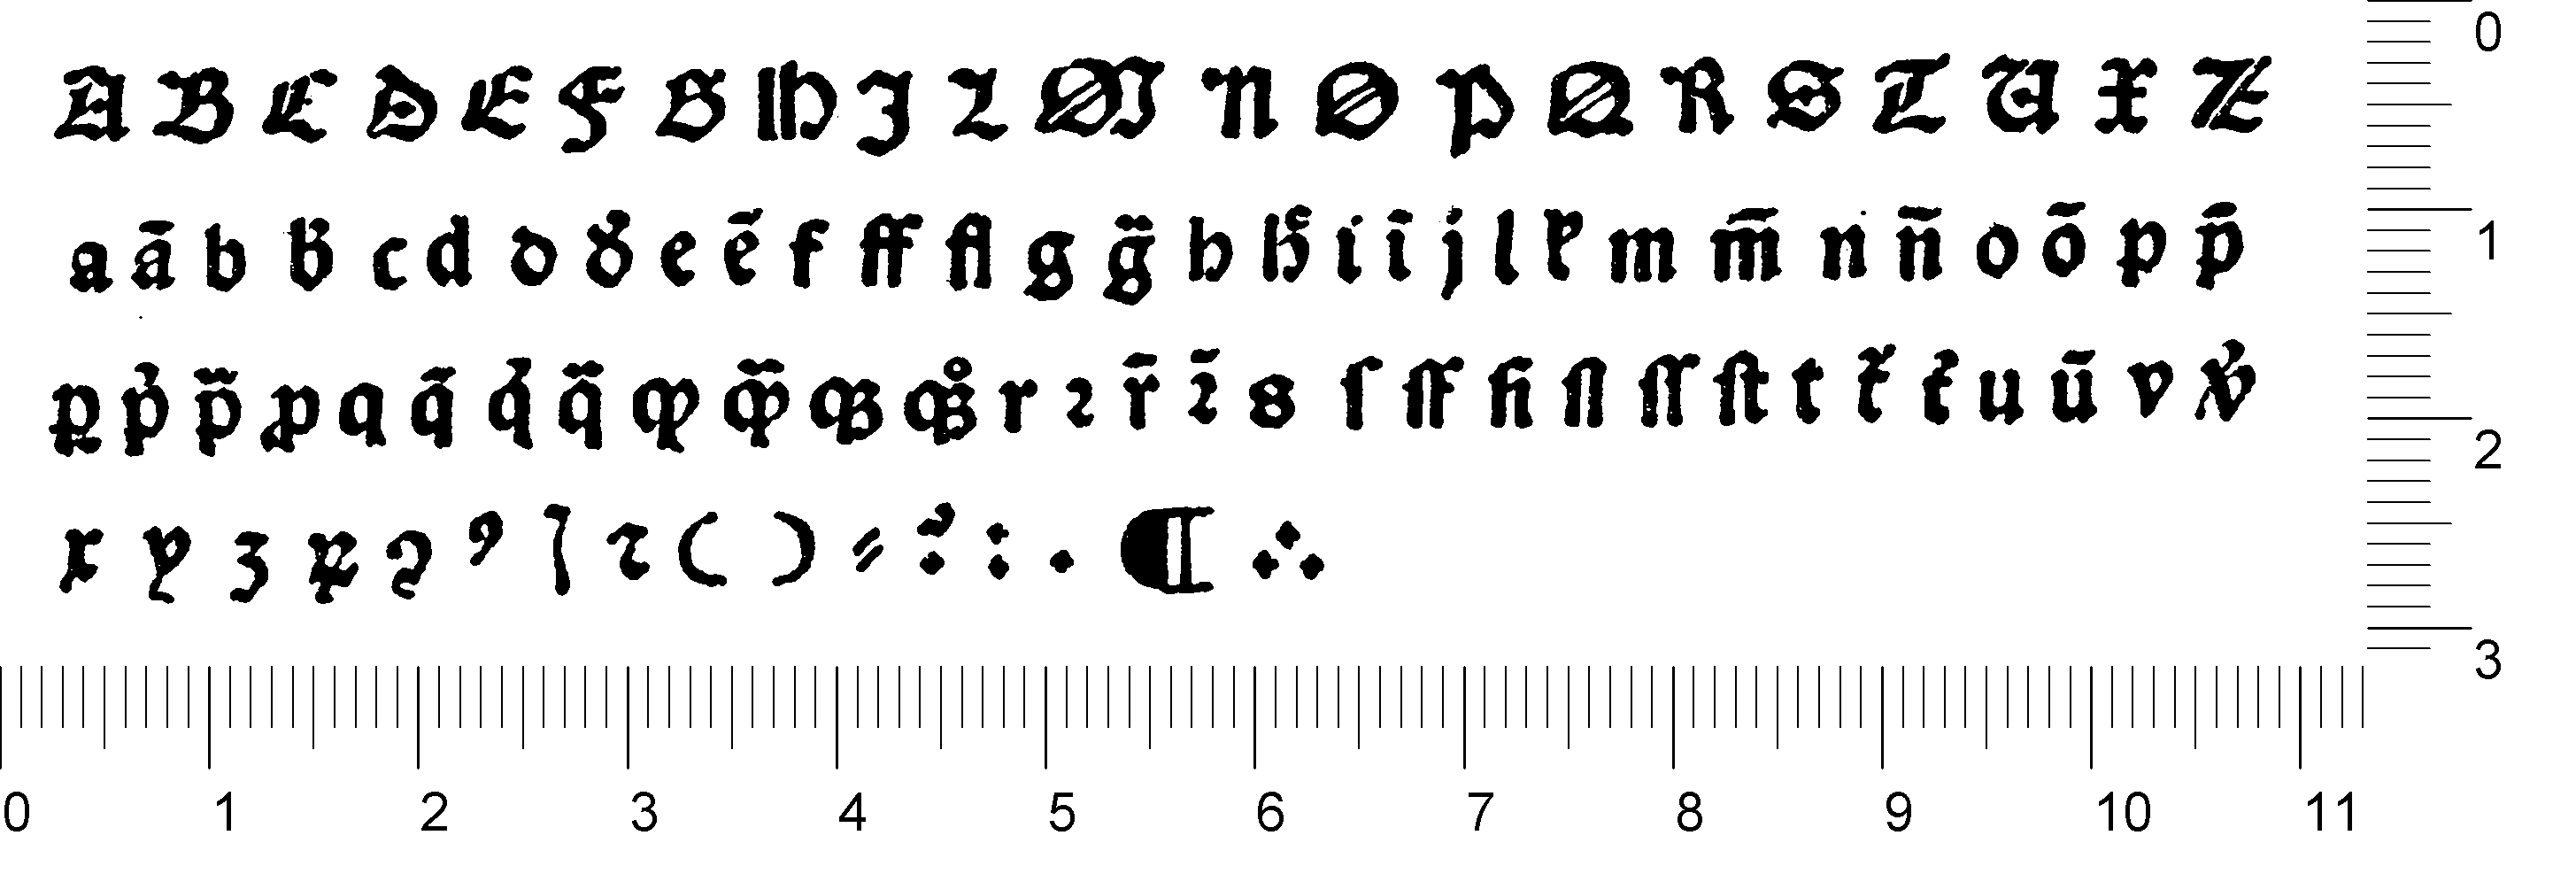 A B C D E F G H I L M N O P Q R S T U X Z
a ā b b̄ c d d d̄ e ē f ff fl g g̈ h h̄ i ī j l ł m m̄ n n̄ o ō p p̄
ꝑ p̉ p̈ ꝓ q q̄ q̉ q̈ ꝙ ꝙ̄ qꝫ r ꝛ r̄ ꝛ̄ s ſ ſſ ſi ſl ſſ ſt t t̉ u ū v v̉
x y z ꝝ ꝯ ꝰ ⁊ ( ) ⸗ ? : . ¶ ∴
0
1
2
3
0 1 2 3 4 5 6 7 8 9 10 11